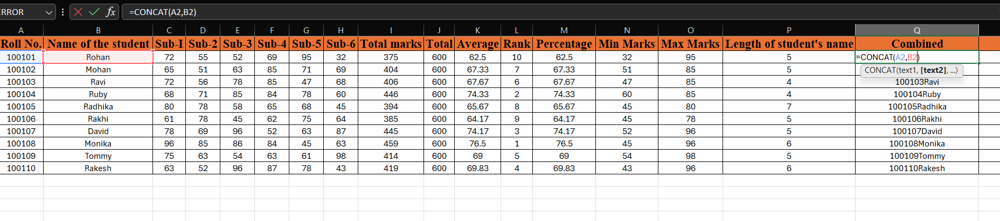 ERROR =CONCAT(A2,B2)
A B C D E F G H I J K L M N O P Q
Roll No. Name of the student Sub-I Sub-2 Sub-3 Sub-4 Sub-5 Sub-6 Total marks Total Average Rank Percentage Min Marks Max Marks Length of student's name Combined
100101 Rohan 72 55 52 69 95 32 375 600 62.5 10 62.5 32 95 5 =CONCAT(A2,B2)
100102 Mohan 65 51 63 85 71 69 404 600 67.33 7 67.33 51 85 5 CONCAT(text1, [text2], ...)
100103 Ravi 72 56 78 85 47 68 406 600 67.67 6 67.67 47 85 4 100103Ravi
100104 Ruby 68 71 85 84 78 60 446 600 74.33 2 74.33 60 85 4 100104Ruby
100105 Radhika 80 78 58 65 68 45 394 600 65.67 8 65.67 45 80 7 100105Radhika
100106 Rakhi 61 78 45 62 75 64 385 600 64.17 9 64.17 45 78 5 100106Rakhi
100107 David 78 69 96 52 63 87 445 600 74.17 3 74.17 52 96 5 100107David
100108 Monika 96 85 86 84 45 63 459 600 76.5 1 76.5 45 96 6 100108Monika
100109 Tommy 75 63 54 63 61 98 414 600 69 5 69 54 98 5 100109Tommy
100110 Rakesh 63 52 96 87 78 43 419 600 69.83 4 69.83 43 96 6 100110Rakesh